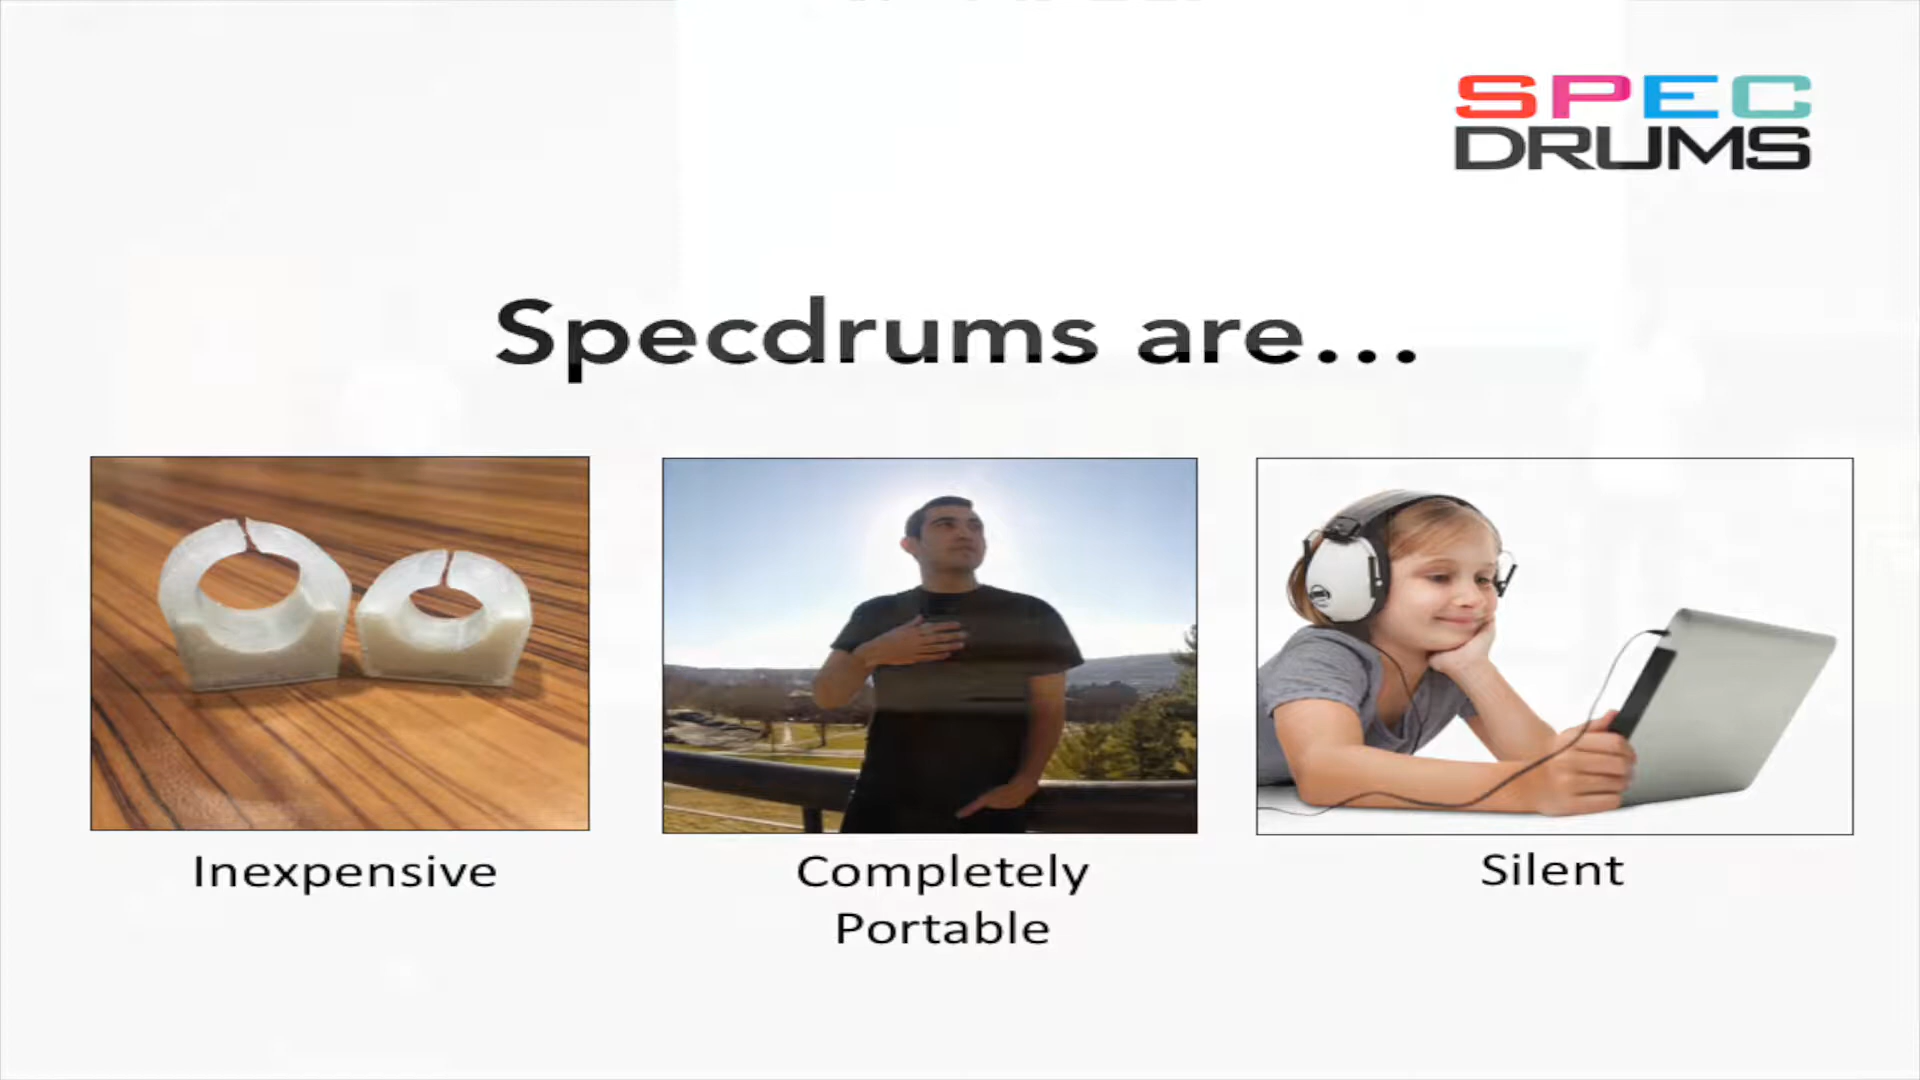 SPEC
DRUMS
Specdrums are...
Inexpensive
Completely
Portable
Silent